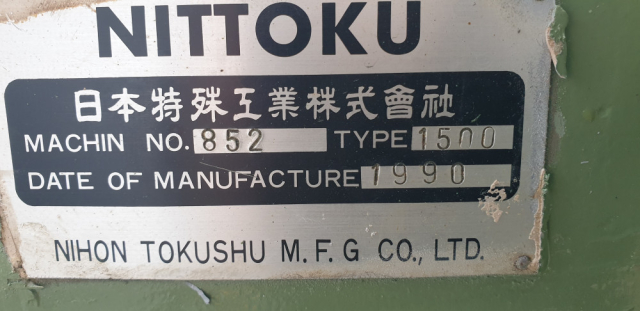 NITTOKU
日本特殊工業株式會社
MACHIN NO. 852 TYPE 1500
DATE OF MANUFACTURE 1990
NIHON TOKUSHU M.F.G CO., LTD.